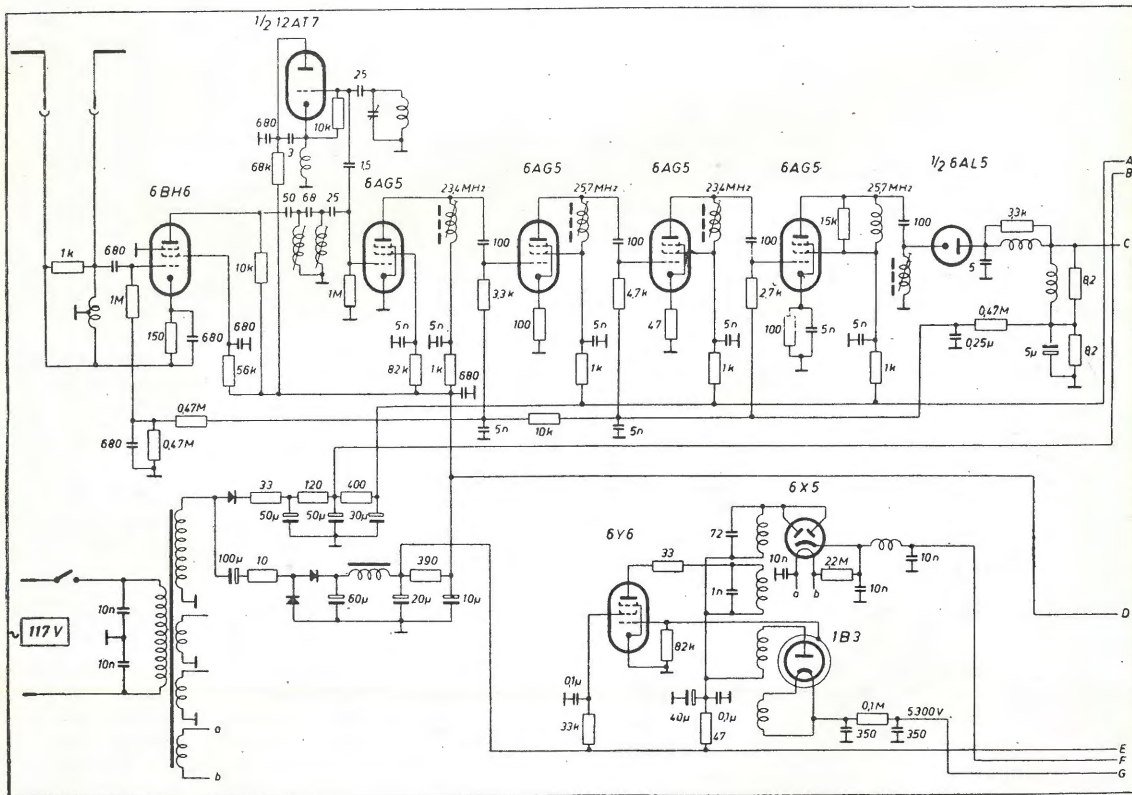 1/2 12AT7
25
10k
680
3
68k
1,5
6BH6
50 68 25
6AG5
23,4MHz
6AG5
25,7MHz
6AG5
23,4MHz
6AG5
25,7MHz
1/2 6AL5
A
B
1k
680
10k
100
100
100
15k
100
3,3k
C
5
1M
1M
3,3k
4,7k
2,7k
8,2
0,47M
150
680
680
5n
5n
100
5n
47
5n
100
5n
5n
0,25µ
5µ
8,2
56k
82k
1k
680
1k
1k
1k
0,47M
680
0,47M
5n
10k
5n
33
120
400
50µ
50µ
30µ
6X5
100µ
10
390
6Y6
33
72
10n
22M
10n
10n
60µ
20µ
10µ
1n
a b
D
10n
117V
~
10n
82k
1B3
0,1µ
40µ
0,1µ
0,1M
5300V
a
33k
47
350
350
E
F
G
b